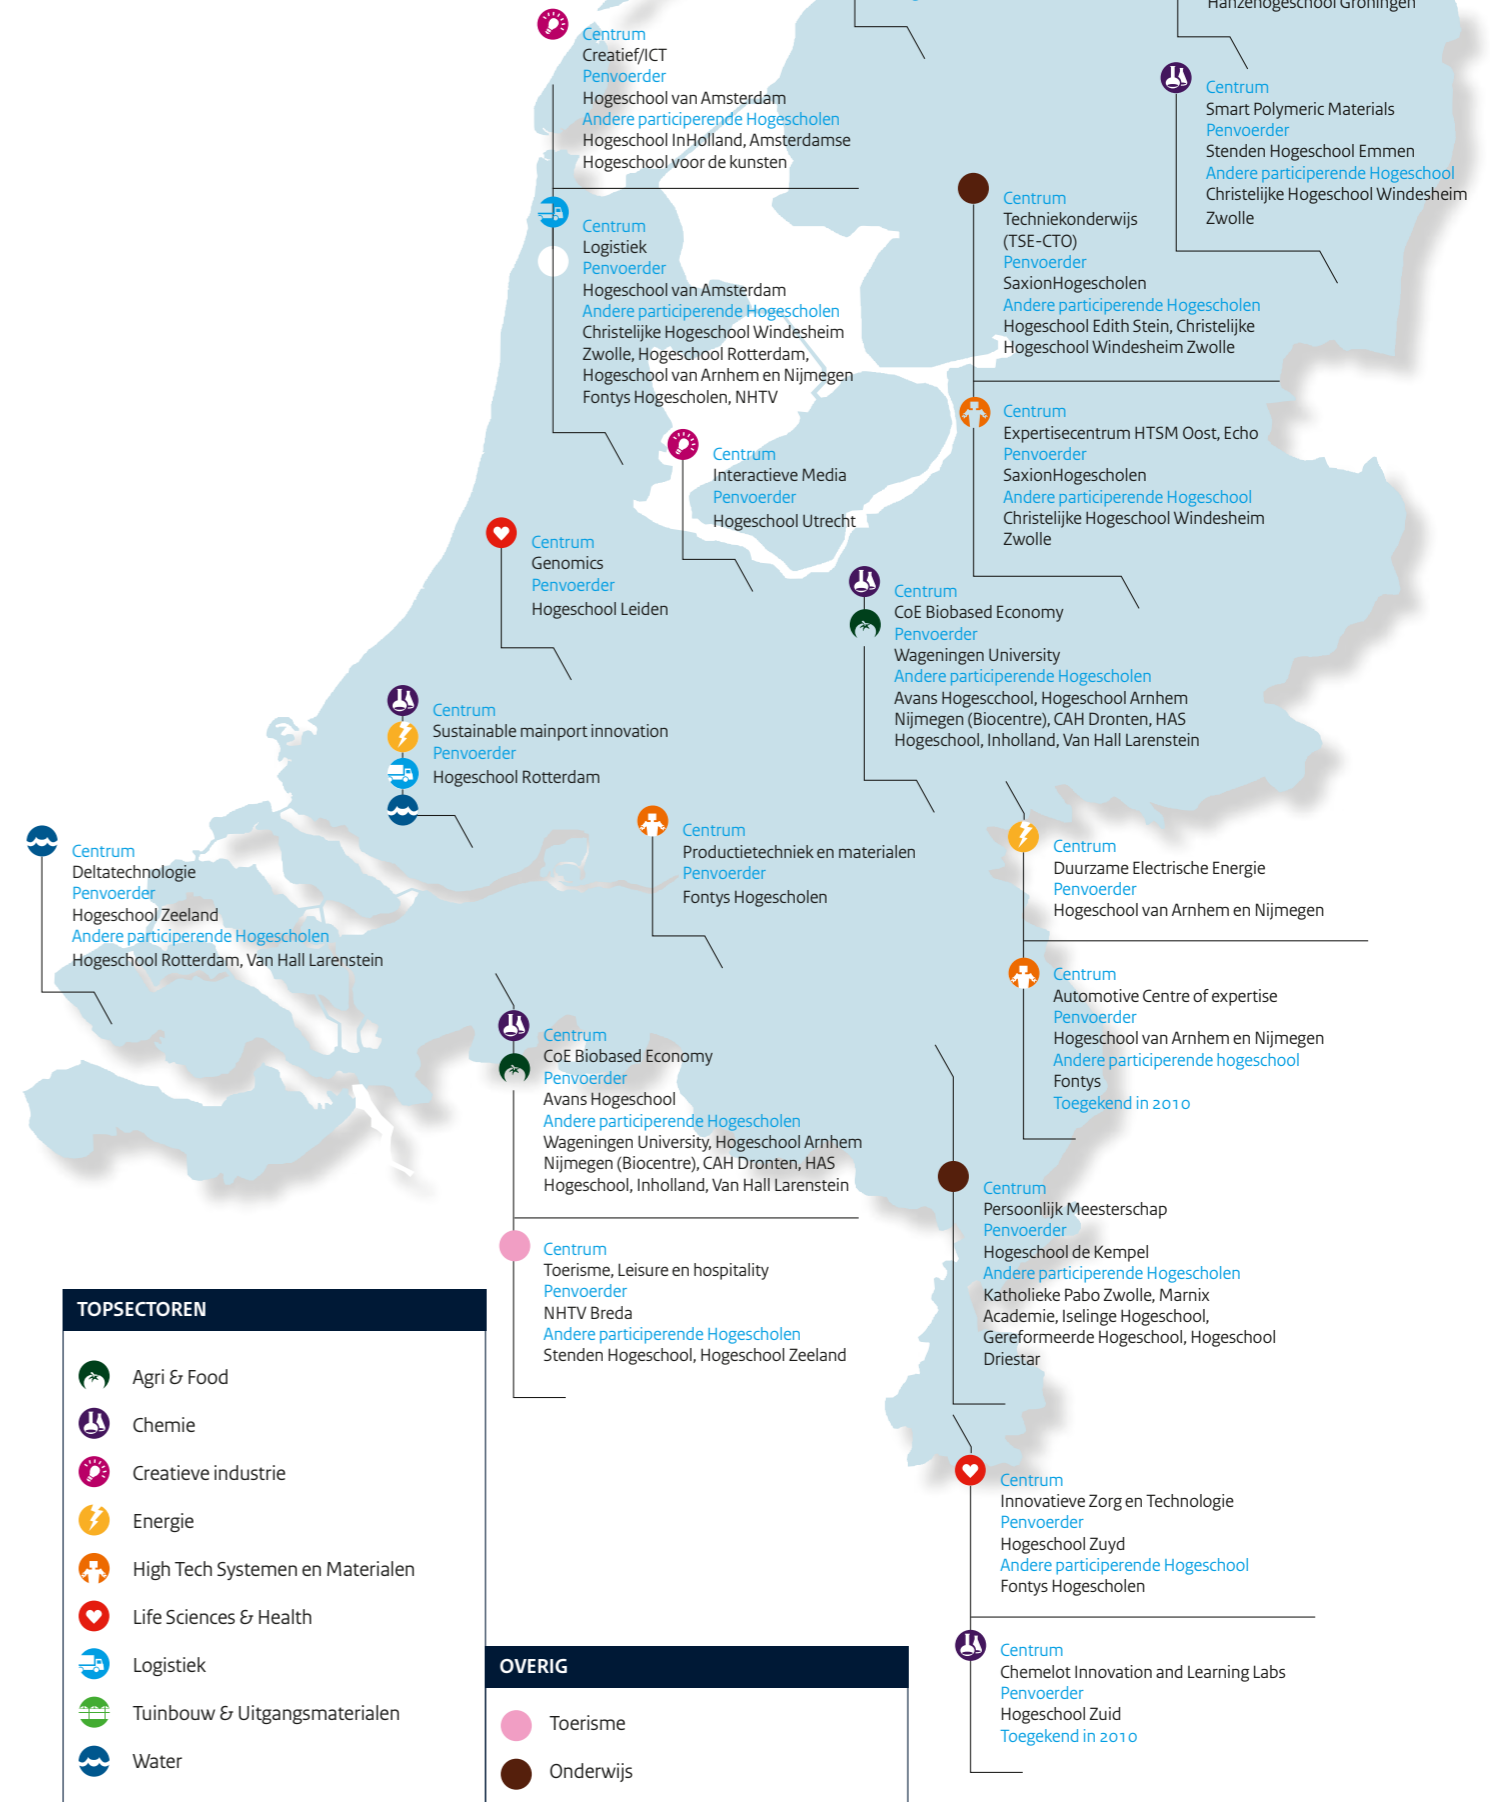 Hanzehogeschool Groningen
Centrum
Creatief/ICT
Penvoerder
Hogeschool van Amsterdam
Andere participerende Hogescholen
Hogeschool InHolland, Amsterdamse
Hogeschool voor de kunsten
Centrum
Smart Polymeric Materials
Penvoerder
Stenden Hogeschool Emmen
Andere participerende Hogeschool
Christelijke Hogeschool Windesheim
Zwolle
Centrum
Logistiek
Penvoerder
Hogeschool van Amsterdam
Andere participerende Hogescholen
Christelijke Hogeschool Windesheim
Zwolle, Hogeschool Rotterdam,
Hogeschool van Arnhem en Nijmegen
Fontys Hogescholen, NHTV
Centrum
Techniekonderwijs
(TSE-CTO)
Penvoerder
SaxionHogescholen
Andere participerende Hogescholen
Hogeschool Edith Stein, Christelijke
Hogeschool Windesheim Zwolle
Centrum
Expertisecentrum HTSM Oost, Echo
Penvoerder
SaxionHogescholen
Andere participerende Hogeschool
Christelijke Hogeschool Windesheim
Zwolle
Centrum
Interactieve Media
Penvoerder
Hogeschool Utrecht
Centrum
Genomics
Penvoerder
Hogeschool Leiden
Centrum
CoE Biobased Economy
Penvoerder
Wageningen University
Andere participerende Hogescholen
Avans Hogescchool, Hogeschool Arnhem
Nijmegen (Biocentre), CAH Dronten, HAS
Hogeschool, Inholland, Van Hall Larenstein
Centrum
Sustainable mainport innovation
Penvoerder
Hogeschool Rotterdam
Centrum
Deltatechnologie
Penvoerder
Hogeschool Zeeland
Andere participerende Hogescholen
Hogeschool Rotterdam, Van Hall Larenstein
Centrum
Productietechniek en materialen
Penvoerder
Fontys Hogescholen
Centrum
Duurzame Electrische Energie
Penvoerder
Hogeschool van Arnhem en Nijmegen
Centrum
Automotive Centre of expertise
Penvoerder
Hogeschool van Arnhem en Nijmegen
Andere participerende hogeschool
Fontys
Toegekend in 2010
Centrum
CoE Biobased Economy
Penvoerder
Avans Hogeschool
Andere participerende Hogescholen
Wageningen University, Hogeschool Arnhem
Nijmegen (Biocentre), CAH Dronten, HAS
Hogeschool, Inholland, Van Hall Larenstein
Centrum
Toerisme, Leisure en hospitality
Penvoerder
NHTV Breda
Andere participerende Hogescholen
Stenden Hogeschool, Hogeschool Zeeland
Centrum
Persoonlijk Meesterschap
Penvoerder
Hogeschool de Kempel
Andere participerende Hogescholen
Katholieke Pabo Zwolle, Marnix
Academie, Iselinge Hogeschool,
Gereformeerde Hogeschool, Hogeschool
Driestar
Centrum
Innovatieve Zorg en Technologie
Penvoerder
Hogeschool Zuyd
Andere participerende Hogeschool
Fontys Hogescholen
Centrum
Chemelot Innovation and Learning Labs
Penvoerder
Hogeschool Zuid
Toegekend in 2010
TOPSECTOREN
Agri & Food
Chemie
Creatieve industrie
Energie
High Tech Systemen en Materialen
Life Sciences & Health
Logistiek
Tuinbouw & Uitgangsmaterialen
Water
OVERIG
Toerisme
Onderwijs